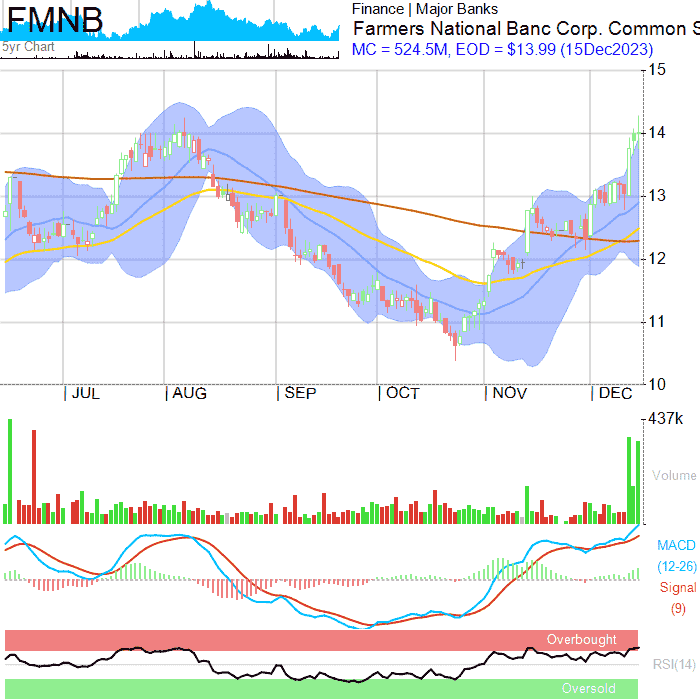 FMNB
Finance | Major Banks
Farmers National Banc Corp. Common S
5yr Chart
MC = 524.5M, EOD = $13.99 (15Dec2023)
15
14
13
12
11
10
JUL AUG SEP OCT NOV DEC
437k
Volume
MACD
(12-26)
Signal
(9)
Overbought
RSI(14)
Oversold